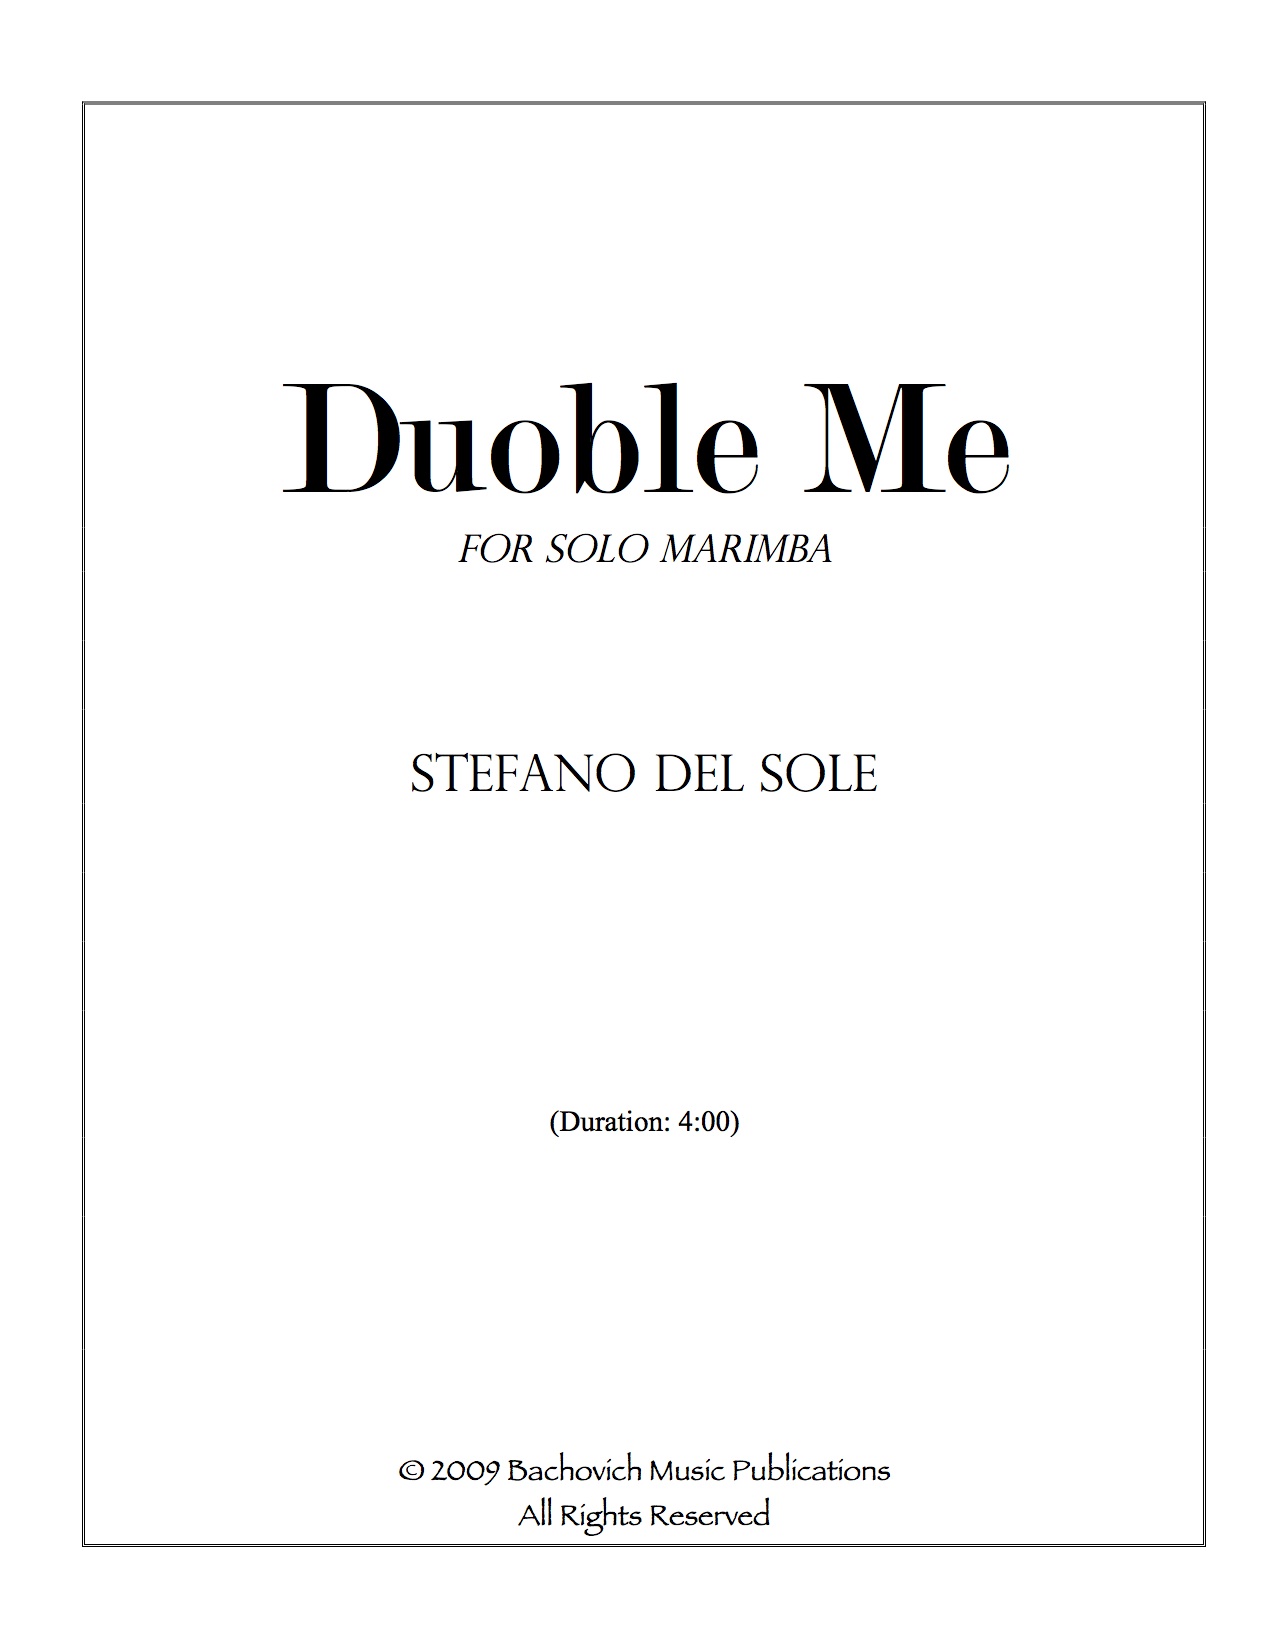 Duoble Me
FOR SOLO MARIMBA
STEFANO DEL SOLE
(Duration: 4:00)
© 2009 Bachovich Music Publications
All Rights Reserved